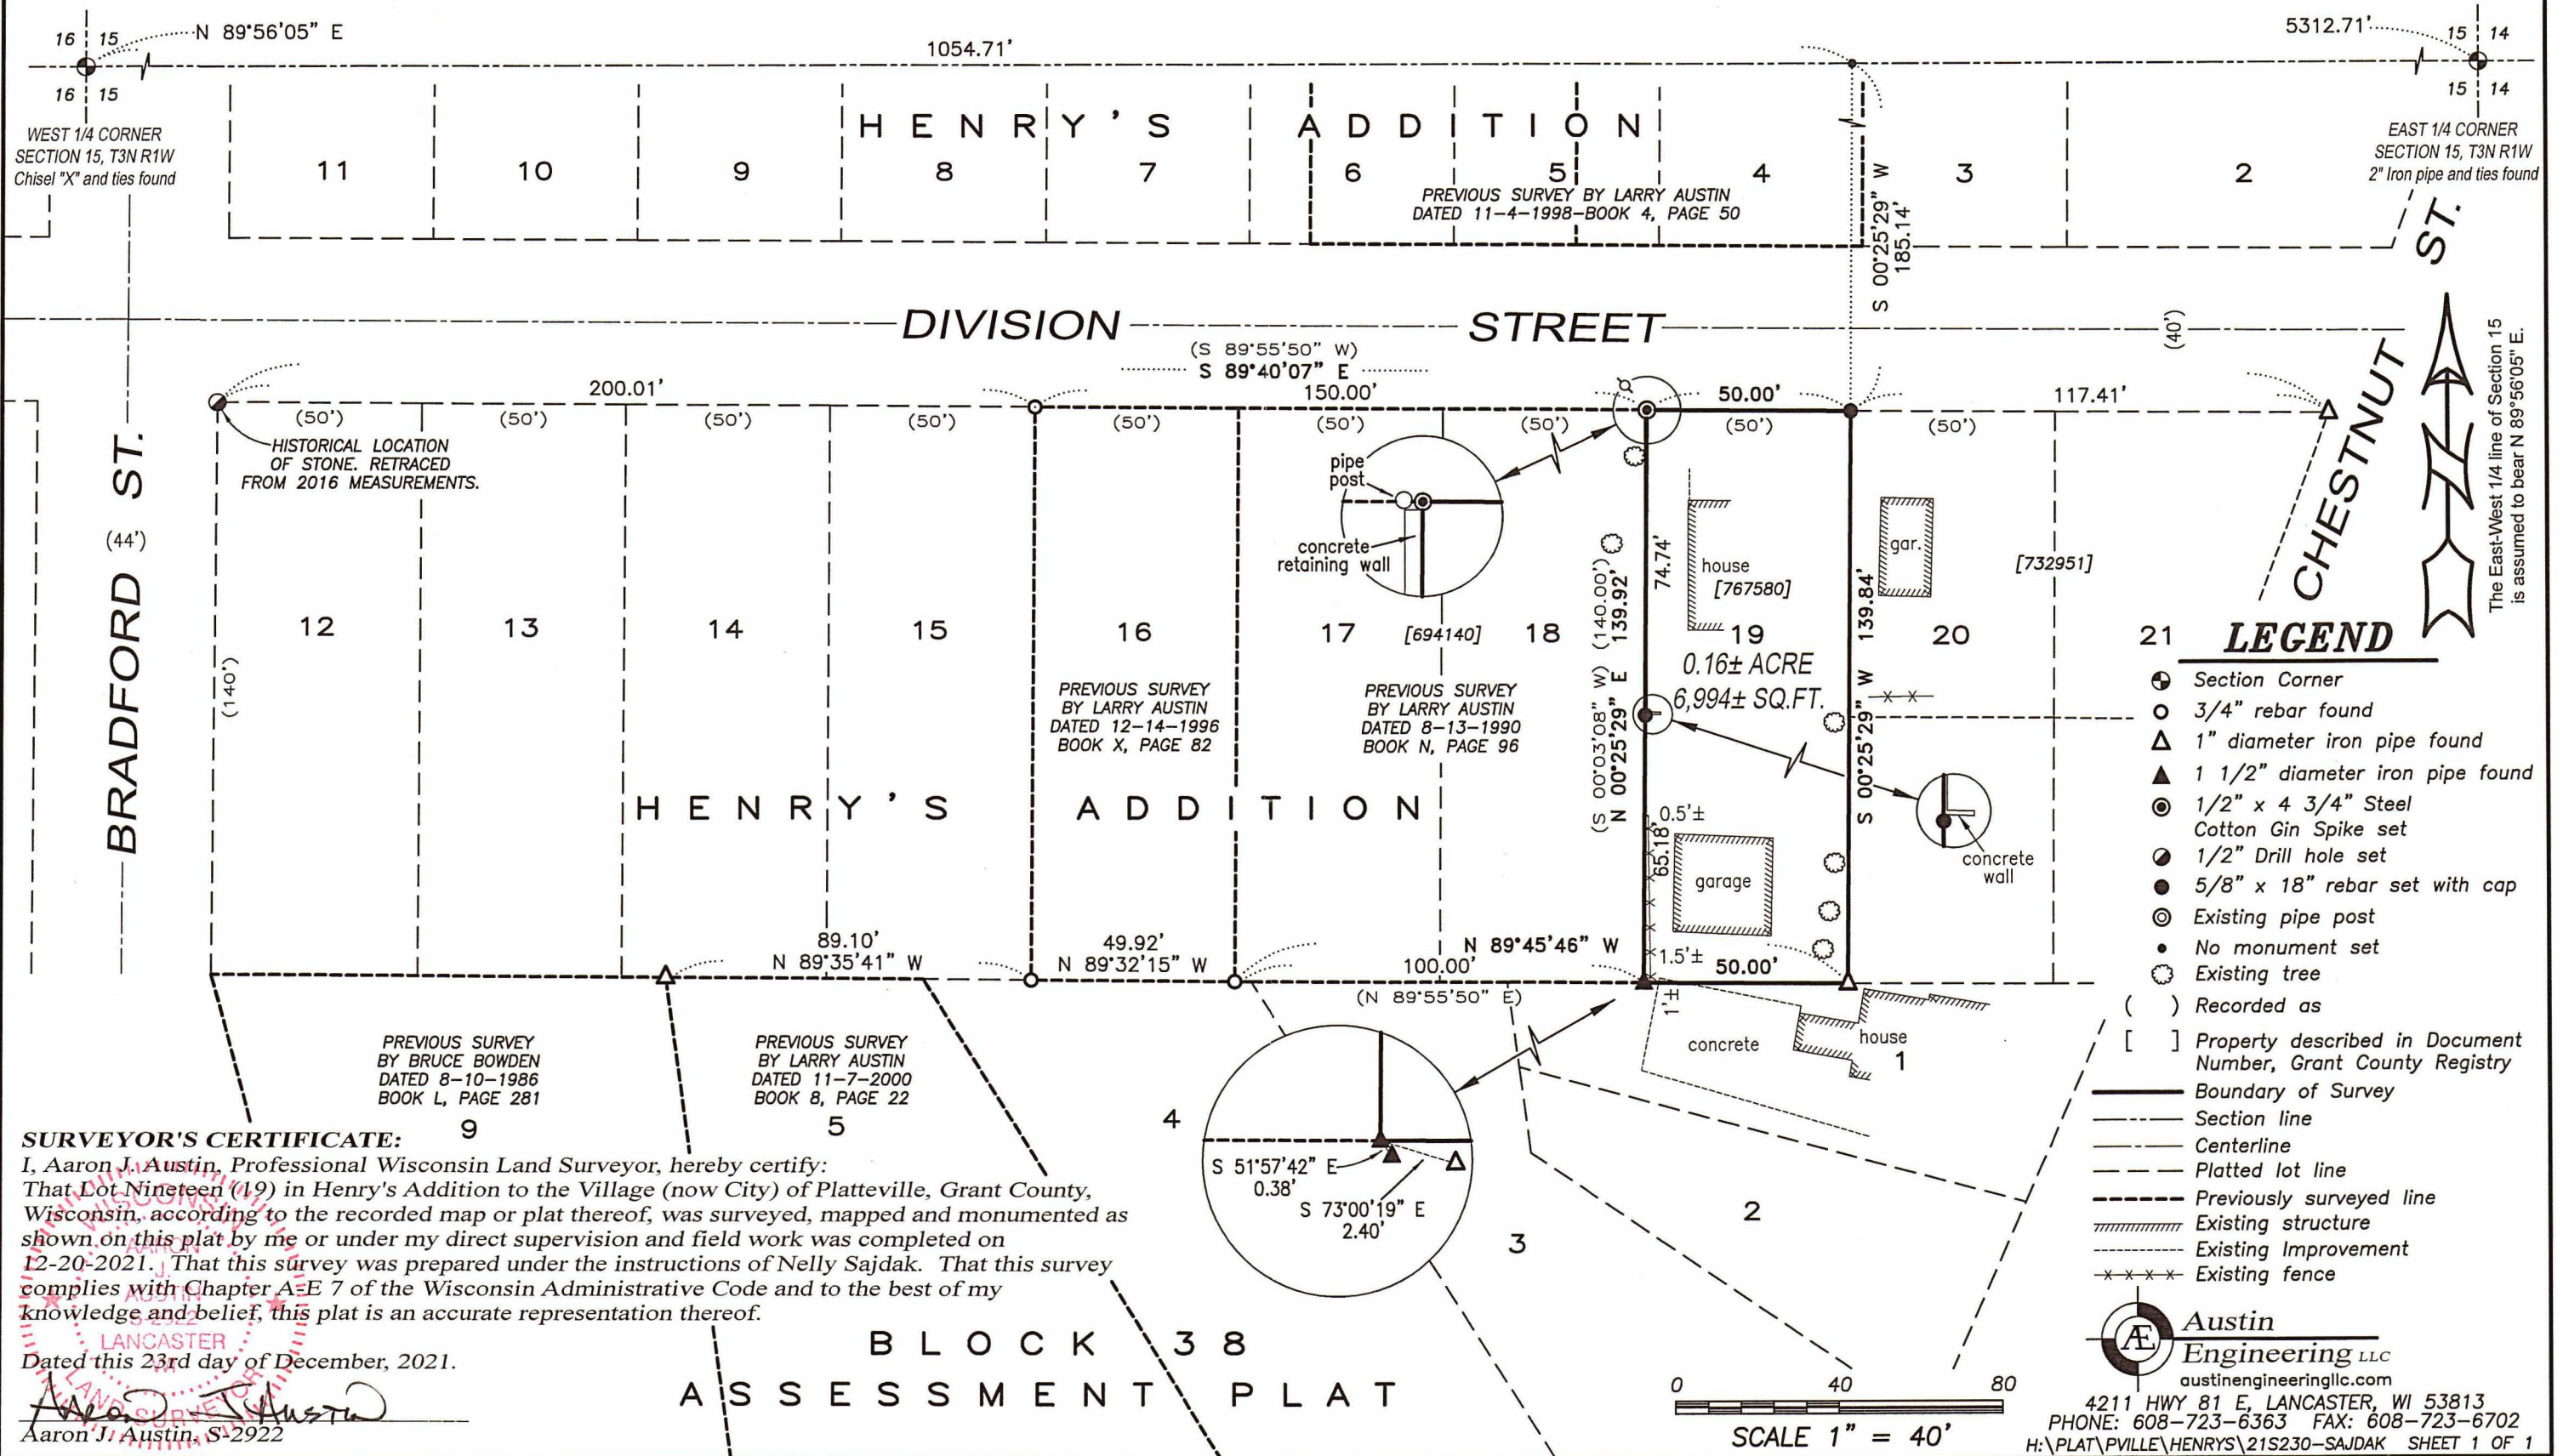 16 15
N 89°56'05" E
1054.71'
5312.71'
15 14
16 15
15 14
WEST 1/4 CORNER
SECTION 15, T3N R1W
Chisel "X" and ties found
EAST 1/4 CORNER
SECTION 15, T3N R1W
2" Iron pipe and ties found
HENRY'S ADDITION
11
10
9
8
7
6
5
4
3
2
PREVIOUS SURVEY BY LARRY AUSTIN
DATED 11-4-1998-BOOK 4, PAGE 50
S 00°25'29" W
185.14'
DIVISION STREET
(40')
CHESTNUT ST.
The East-West 1/4 line of Section 15
is assumed to bear N 89°56'05" E.
N
BRADFORD ST.
(44')
(S 89°55'50" W)
S 89°40'07" E
200.01'
150.00'
50.00'
117.41'
(50')
(50')
(50')
(50')
(50')
(50')
(50')
(50')
(50')
HISTORICAL LOCATION
OF STONE. RETRACED
FROM 2016 MEASUREMENTS.
pipe
post
concrete
retaining wall
(140')
12
13
14
15
16
17
[694140]
18
19
20
21
(S 00°03'08" W) (140.00')
N 00°25'29" E 139.92'
74.74'
65.18'
house
[767580]
0.16± ACRE
6,994± SQ.FT.
S 00°25'29" W 139.84'
gar.
[732951]
PREVIOUS SURVEY
BY LARRY AUSTIN
DATED 12-14-1996
BOOK X, PAGE 82
PREVIOUS SURVEY
BY LARRY AUSTIN
DATED 8-13-1990
BOOK N, PAGE 96
HENRY'S ADDITION
0.5'±
garage
1.5'±
concrete
wall
89.10'
N 89°35'41" W
49.92'
N 89°32'15" W
N 89°45'46" W
100.00'
50.00'
(N 89°55'50" E)
1'±
concrete
house
1
PREVIOUS SURVEY
BY BRUCE BOWDEN
DATED 8-10-1986
BOOK L, PAGE 281
9
PREVIOUS SURVEY
BY LARRY AUSTIN
DATED 11-7-2000
BOOK 8, PAGE 22
5
4
S 51°57'42" E
0.38'
S 73°00'19" E
2.40'
3
2
BLOCK 38
ASSESSMENT PLAT
LEGEND
Section Corner
3/4" rebar found
1" diameter iron pipe found
1 1/2" diameter iron pipe found
1/2" x 4 3/4" Steel
Cotton Gin Spike set
1/2" Drill hole set
5/8" x 18" rebar set with cap
Existing pipe post
No monument set
Existing tree
( ) Recorded as
[ ] Property described in Document
Number, Grant County Registry
Boundary of Survey
Section line
Centerline
Platted lot line
Previously surveyed line
Existing structure
Existing Improvement
Existing fence
SURVEYOR'S CERTIFICATE:
I, Aaron J. Austin, Professional Wisconsin Land Surveyor, hereby certify:
That Lot Nineteen (19) in Henry's Addition to the Village (now City) of Platteville, Grant County,
Wisconsin, according to the recorded map or plat thereof, was surveyed, mapped and monumented as
shown on this plat by me or under my direct supervision and field work was completed on
12-20-2021. That this survey was prepared under the instructions of Nelly Sajdak. That this survey
complies with Chapter A-E 7 of the Wisconsin Administrative Code and to the best of my
knowledge and belief, this plat is an accurate representation thereof.
Dated this 23rd day of December, 2021.
Aaron J Austin
Aaron J. Austin, S-2922
WISCONSIN
AARON
J.
AUSTIN
S-2922
LANCASTER
LAND SURVEYOR
0 40 80
SCALE 1" = 40'
AE
Austin
Engineering LLC
austinengineeringllc.com
4211 HWY 81 E, LANCASTER, WI 53813
PHONE: 608-723-6363 FAX: 608-723-6702
H:\PLAT\PVILLE\HENRYS\21S230-SAJDAK SHEET 1 OF 1